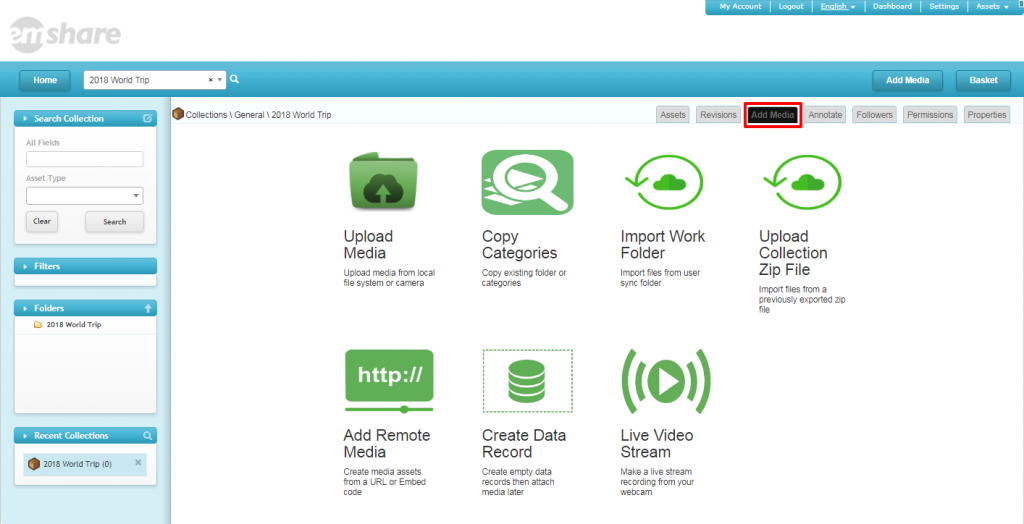 My Account Logout English Dashboard Settings Assets
em share
Home 2018 World Trip × Add Media Basket
Search Collection
All Fields
Asset Type
Clear Search
Filters
Folders
2018 World Trip
Recent Collections
2018 World Trip (0) ×
Collections \ General \ 2018 World Trip
Assets Revisions Add Media Annotate Followers Permissions Properties
Upload
Media
Upload media from local
file system or camera
Copy
Categories
Copy existing folder or
categories
Import Work
Folder
Import files from user
sync folder
Upload
Collection
Zip File
Import files from a
previously exported zip
file
http://
Add Remote
Media
Create media assets
from a URL or Embed
code
Create Data
Record
Create empty data
records then attach
media later
Live Video
Stream
Make a live stream
recording from your
webcam